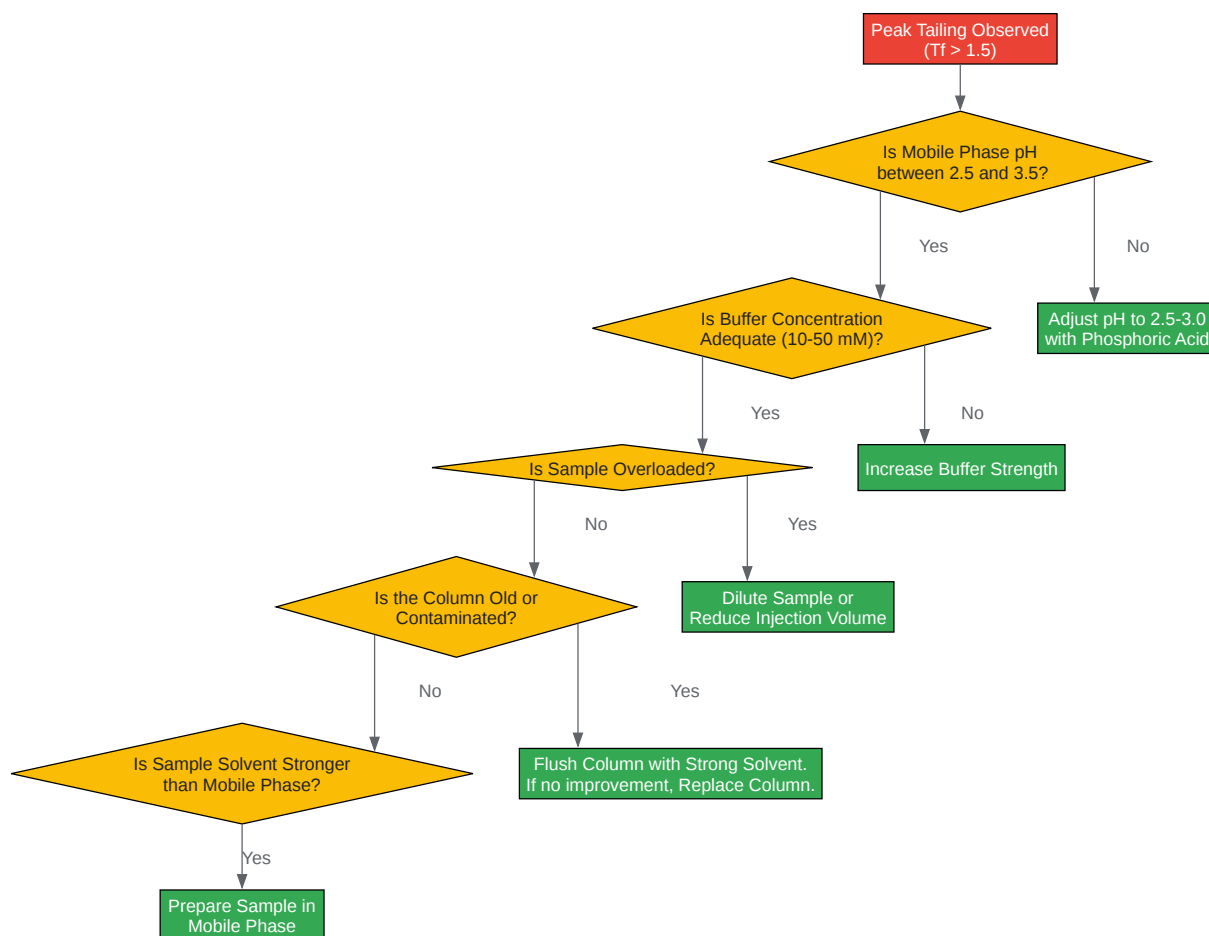 Peak Tailing Observed
(Tf > 1.5)
Is Mobile Phase pH
between 2.5 and 3.5?
Yes
No
Is Buffer Concentration
Adequate (10-50 mM)?
Adjust pH to 2.5-3.0
with Phosphoric Acid
Yes
No
Is Sample Overloaded?
Increase Buffer Strength
No
Yes
Is the Column Old or
Contaminated?
Dilute Sample or
Reduce Injection Volume
No
Yes
Is Sample Solvent Stronger
than Mobile Phase?
Flush Column with Strong Solvent.
If no improvement, Replace Column.
Yes
Prepare Sample in
Mobile Phase